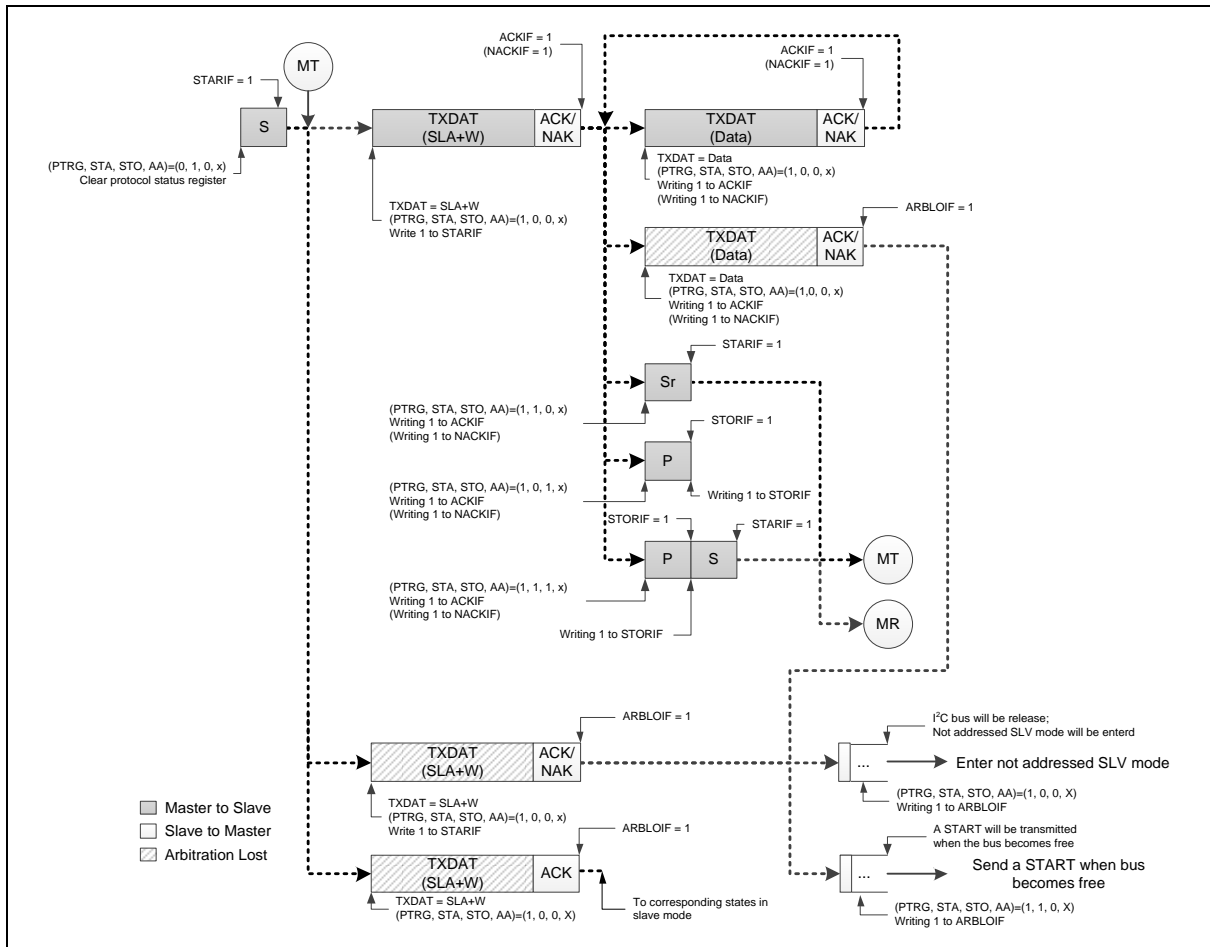 ACKIF = 1
(NACKIF = 1)
ACKIF = 1
(NACKIF = 1)
STARIF = 1
MT
S
TXDAT
(SLA+W)
ACK/
NAK
TXDAT
(Data)
ACK/
NAK
(PTRG, STA, STO, AA)=(0, 1, 0, x)
Clear protocol status register
TXDAT = SLA+W
(PTRG, STA, STO, AA)=(1, 0, 0, x)
Write 1 to STARIF
TXDAT = Data
(PTRG, STA, STO, AA)=(1, 0, 0, x)
Writing 1 to ACKIF
(Writing 1 to NACKIF)
ARBLOIF = 1
TXDAT
(Data)
ACK/
NAK
TXDAT = Data
(PTRG, STA, STO, AA)=(1,0, 0, x)
Writing 1 to ACKIF
(Writing 1 to NACKIF)
STARIF = 1
Sr
(PTRG, STA, STO, AA)=(1, 1, 0, x)
Writing 1 to ACKIF
(Writing 1 to NACKIF)
STORIF = 1
P
(PTRG, STA, STO, AA)=(1, 0, 1, x)
Writing 1 to ACKIF
(Writing 1 to NACKIF)
Writing 1 to STORIF
STORIF = 1
STARIF = 1
P
S
MT
(PTRG, STA, STO, AA)=(1, 1, 1, x)
Writing 1 to ACKIF
(Writing 1 to NACKIF)
Writing 1 to STORIF
MR
ARBLOIF = 1
TXDAT
(SLA+W)
ACK/
NAK
TXDAT = SLA+W
(PTRG, STA, STO, AA)=(1, 0, 0, x)
Write 1 to STARIF
I²C bus will be release;
Not addressed SLV mode will be enterd
...
Enter not addressed SLV mode
(PTRG, STA, STO, AA)=(1, 0, 0, X)
Writing 1 to ARBLOIF
Master to Slave
Slave to Master
Arbitration Lost
ARBLOIF = 1
TXDAT
(SLA+W)
ACK
TXDAT = SLA+W
(PTRG, STA, STO, AA)=(1, 0, 0, X)
To corresponding states in
slave mode
A START will be transmitted
when the bus becomes free
...
Send a START when bus
becomes free
(PTRG, STA, STO, AA)=(1, 1, 0, X)
Writing 1 to ARBLOIF